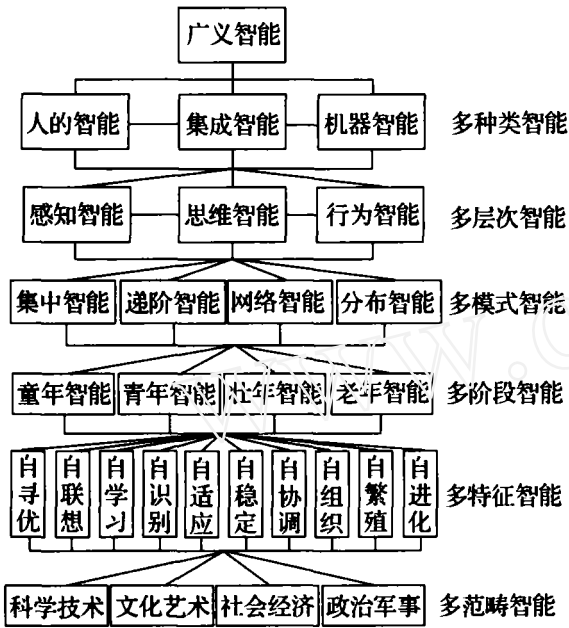 广义智能
人的智能 集成智能 机器智能 多种类智能
感知智能 思维智能 行为智能 多层次智能
集中智能 递阶智能 网络智能 分布智能 多模式智能
童年智能 青年智能 壮年智能 老年智能 多阶段智能
自寻优 自联想 自学习 自识别 自适应 自稳定 自协调 自组织 自繁殖 自进化 多特征智能
科学技术 文化艺术 社会经济 政治军事 多范畴智能